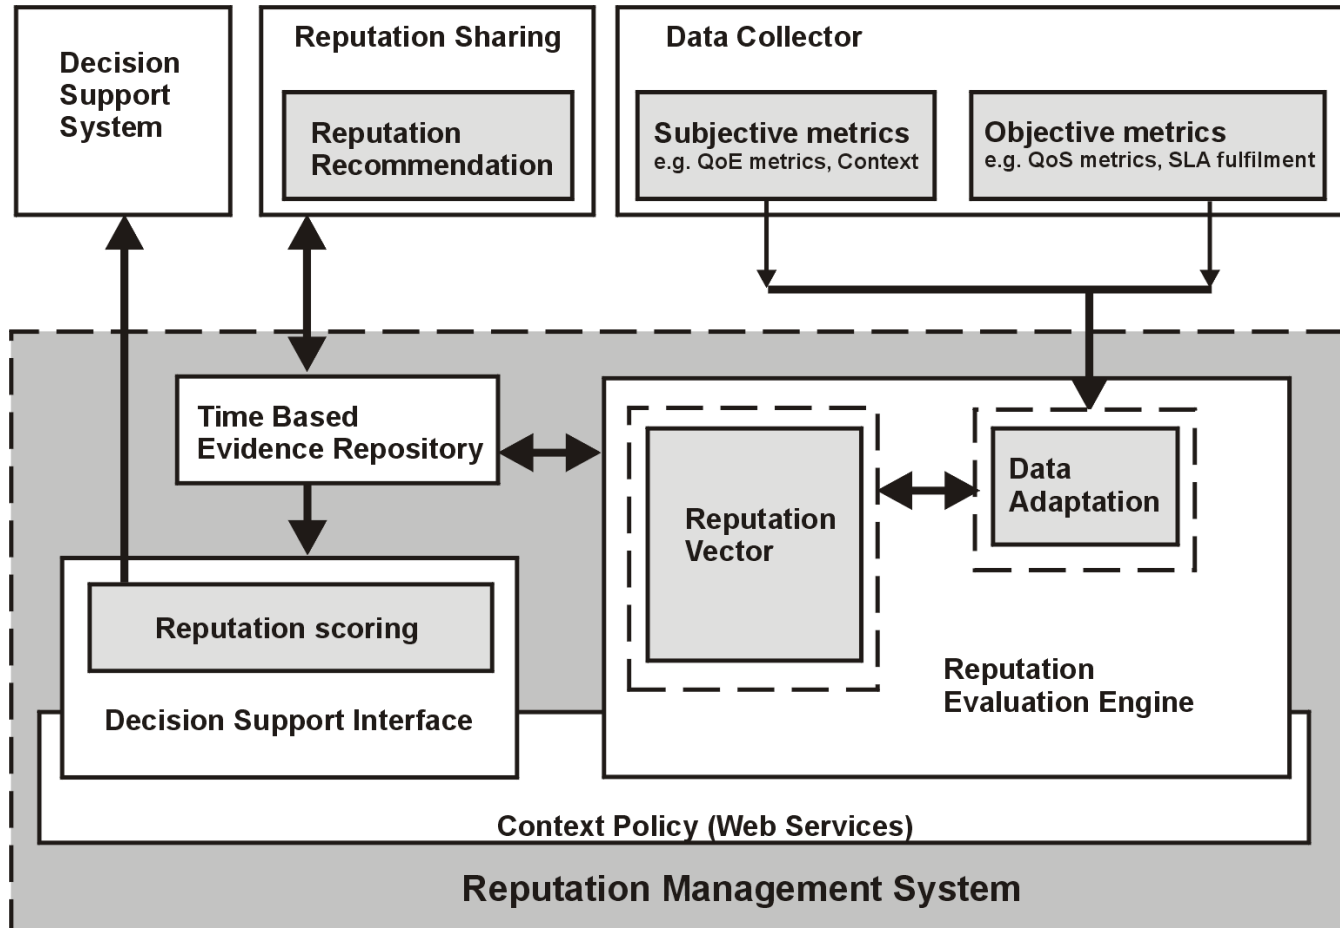 Decision
Support
System
Reputation Sharing
Reputation
Recommendation
Data Collector
Subjective metrics
e.g. QoE metrics, Context
Objective metrics
e.g. QoS metrics, SLA fulfilment
Time Based
Evidence Repository
Reputation
Vector
Data
Adaptation
Reputation scoring
Decision Support Interface
Reputation
Evaluation Engine
Context Policy (Web Services)
Reputation Management System